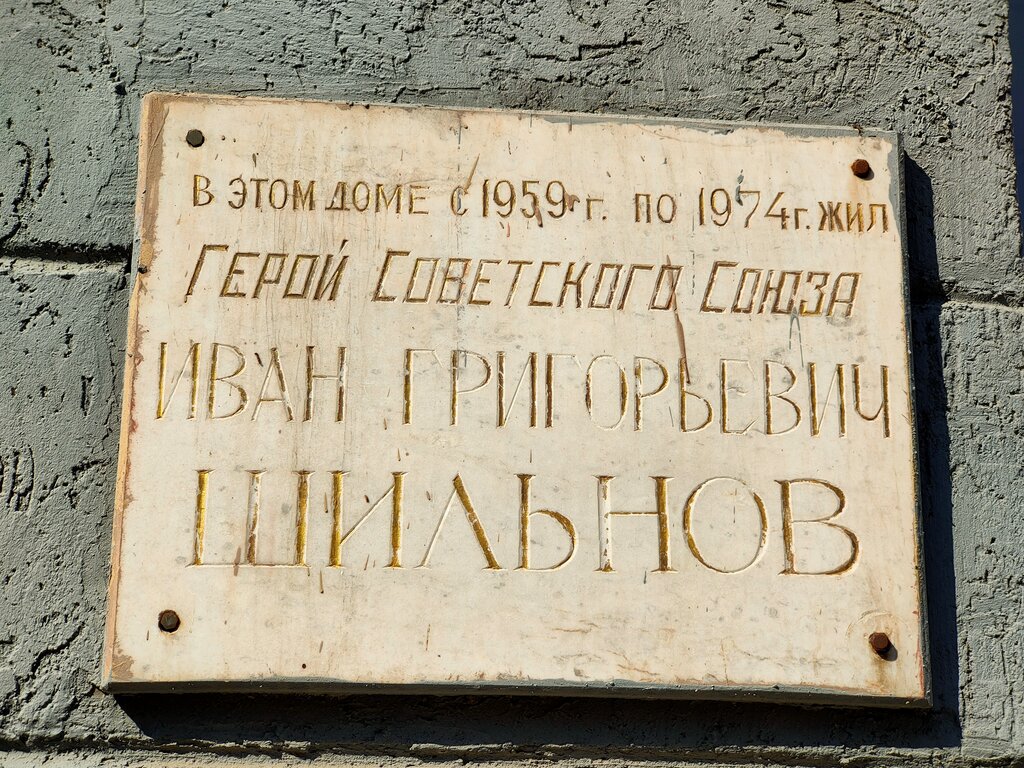 В ЭТОМ ДОМЕ С 1959 г. ПО 1974 г. ЖИЛ
ГЕРОЙ СОВЕТСКОГО СОЮЗА
ИВАН ГРИГОРЬЕВИЧ
ШИЛЬНОВ